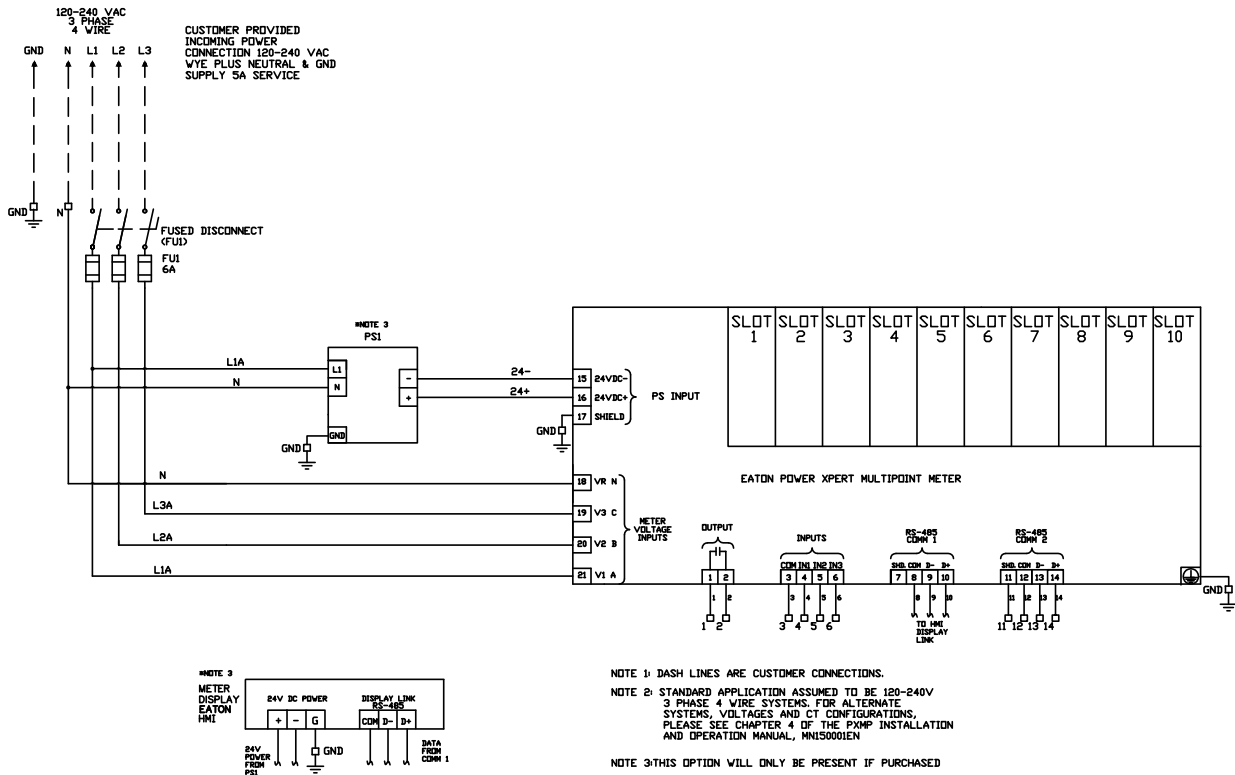 120-240 VAC
3 PHASE
4 WIRE
GND N L1 L2 L3
CUSTOMER PROVIDED
INCOMING POWER
CONNECTION 120-240 VAC
WYE PLUS NEUTRAL & GND
SUPPLY 5A SERVICE
GND
N
FUSED DISCONNECT
(FU1)
FU1
6A
*NOTE 3
PS1
L1A
L1
N
N
GND
GND
-
+
24-
24+
15 24VDC-
16 24VDC+
17 SHIELD
PS INPUT
GND
SLOT 1
SLOT 2
SLOT 3
SLOT 4
SLOT 5
SLOT 6
SLOT 7
SLOT 8
SLOT 9
SLOT 10
EATON POWER XPERT MULTIPOINT METER
N
18 VR N
L3A
19 V3 C
L2A
20 V2 B
L1A
21 V1 A
METER
VOLTAGE
INPUTS
OUTPUT
1 2
1 2
1 2
INPUTS
COM IN1 IN2 IN3
3 4 5 6
3 4 5 6
3 4 5 6
RS-485
COMM 1
SHD. COM D- D+
7 8 9 10
8 9 10
TO HMI
DISPLAY
LINK
RS-485
COMM 2
SHD. COM D- D+
11 12 13 14
11 12 13 14
11 12 13 14
GND
*NOTE 3
METER
DISPLAY
EATON
HMI
24V DC POWER
+ - G
GND
24V
POWER
FROM
PS1
DISPLAY LINK
RS-485
COM D- D+
DATA
FROM
COMM 1
NOTE 1: DASH LINES ARE CUSTOMER CONNECTIONS.
NOTE 2: STANDARD APPLICATION ASSUMED TO BE 120-240V
3 PHASE 4 WIRE SYSTEMS. FOR ALTERNATE
SYSTEMS, VOLTAGES AND CT CONFIGURATIONS,
PLEASE SEE CHAPTER 4 OF THE PXMP INSTALLATION
AND OPERATION MANUAL, MN150001EN
NOTE 3:THIS OPTION WILL ONLY BE PRESENT IF PURCHASED